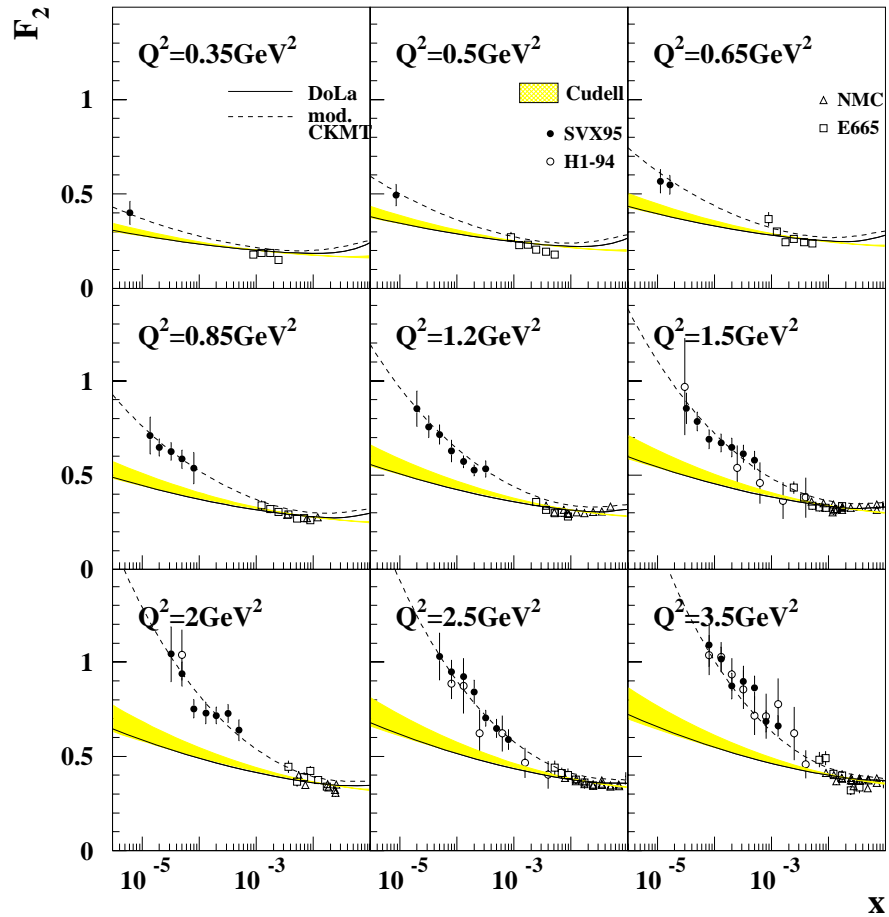 F₂
Q²=0.35GeV²
Q²=0.5GeV²
Q²=0.65GeV²
DoLa
mod.
CKMT
Cudell
SVX95
H1-94
NMC
E665
1
0.5
0
Q²=0.85GeV²
Q²=1.2GeV²
Q²=1.5GeV²
1
0.5
0
Q²=2GeV²
Q²=2.5GeV²
Q²=3.5GeV²
1
0.5
0
10⁻⁵ 10⁻³ 10⁻⁵ 10⁻³ 10⁻⁵ 10⁻³
x